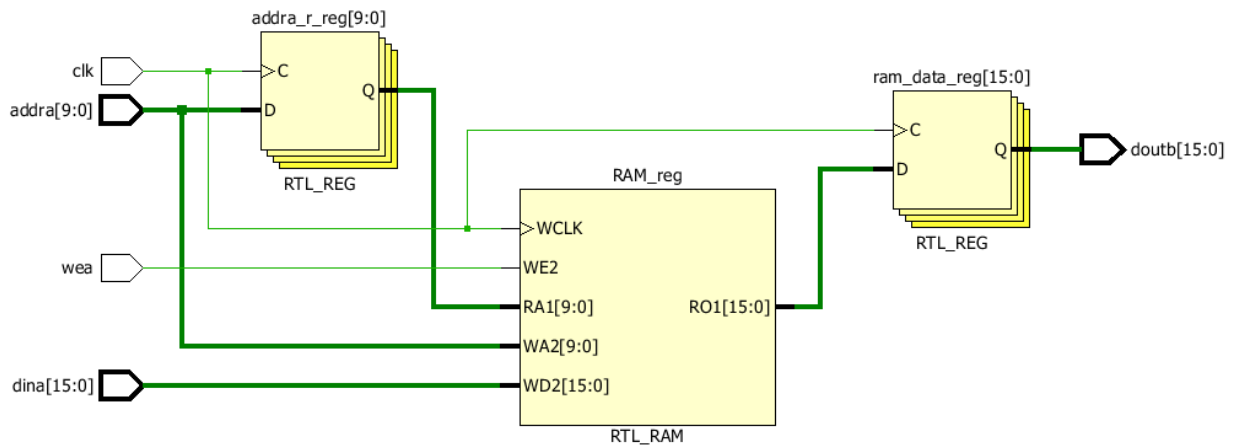 addra_r_reg[9:0]
clk
C
addra[9:0]
D
Q
RTL_REG
ram_data_reg[15:0]
C
D
Q
doutb[15:0]
RTL_REG
RAM_reg
WCLK
wea
WE2
RA1[9:0]
RO1[15:0]
WA2[9:0]
dina[15:0]
WD2[15:0]
RTL_RAM